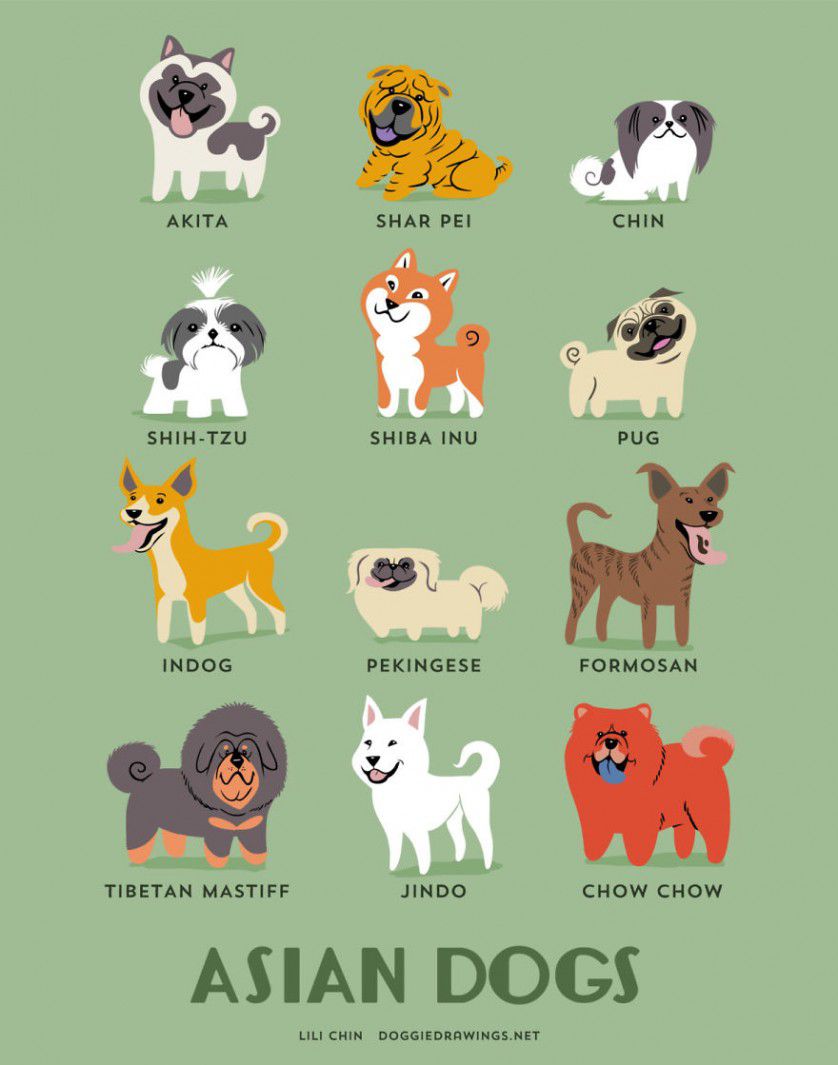 AKITA SHAR PEI CHIN
SHIH-TZU SHIBA INU PUG
INDOG PEKINGESE FORMOSAN
TIBETAN MASTIFF JINDO CHOW CHOW
ASIAN DOGS
LILI CHIN DOGGIEDRAWINGS.NET